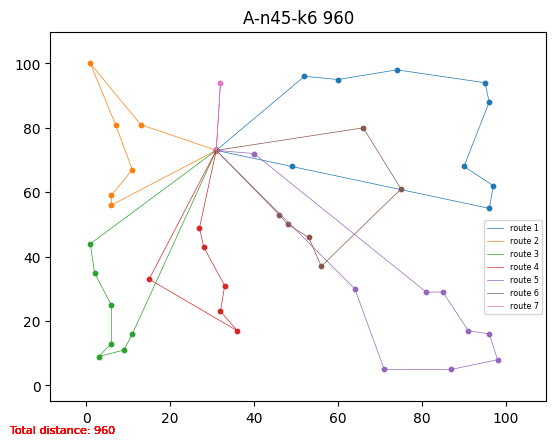 A-n45-k6 960
100
80
60
40
20
0
0 20 40 60 80 100
route 1
route 2
route 3
route 4
route 5
route 6
route 7
Total distance: 960